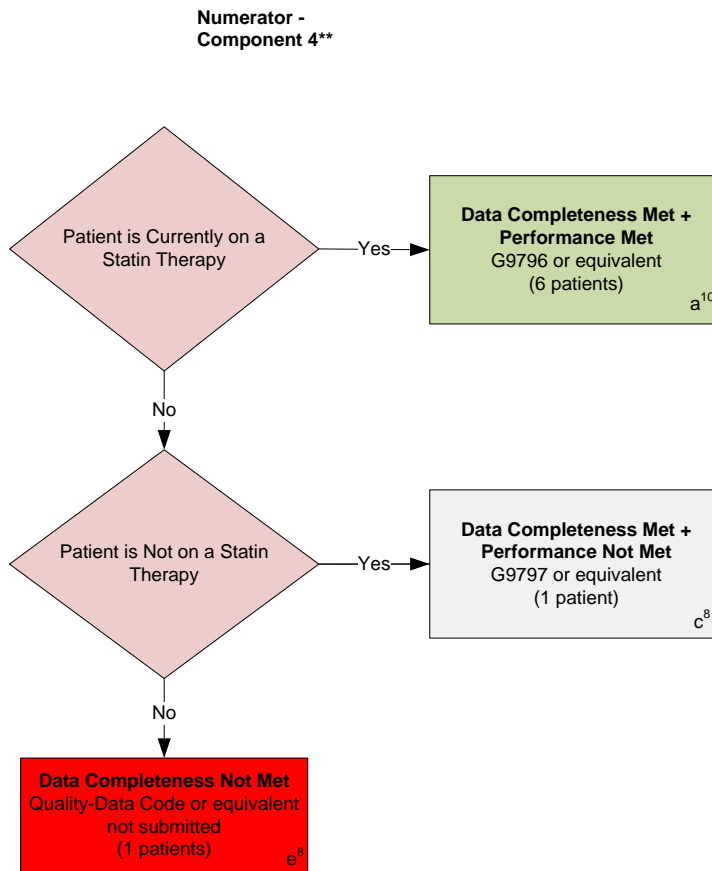 Numerator -
Component 4**
Patient is Currently on a
Statin Therapy
Yes
Data Completeness Met +
Performance Met
G9796 or equivalent
(6 patients)
a¹⁰
No
Patient is Not on a Statin
Therapy
Yes
Data Completeness Met +
Performance Not Met
G9797 or equivalent
(1 patient)
c⁸
No
Data Completeness Not Met
Quality-Data Code or equivalent
not submitted
(1 patients)
e⁸